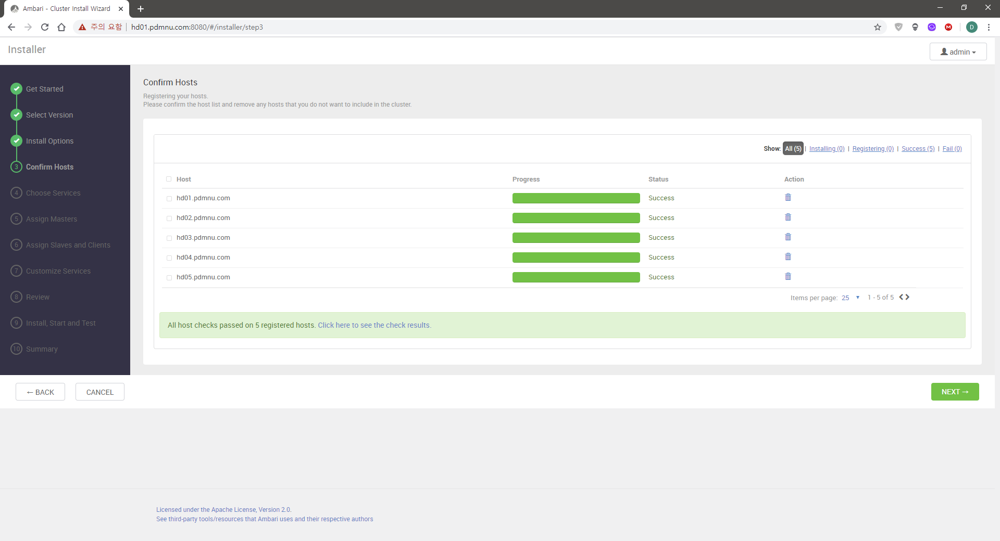 Ambari - Cluster Install Wizard
주의 요함 | hd01.pdmnu.com:8080/#/installer/step3
D
Installer
admin
Get Started
Select Version
Install Options
3 Confirm Hosts
4 Choose Services
5 Assign Masters
6 Assign Slaves and Clients
7 Customize Services
8 Review
9 Install, Start and Test
10 Summary
Confirm Hosts
Registering your hosts.
Please confirm the host list and remove any hosts that you do not want to include in the cluster.
Show: All (5) | Installing (0) | Registering (0) | Success (5) | Fail (0)
Host Progress Status Action
hd01.pdmnu.com Success
hd02.pdmnu.com Success
hd03.pdmnu.com Success
hd04.pdmnu.com Success
hd05.pdmnu.com Success
Items per page: 25 1 - 5 of 5
All host checks passed on 5 registered hosts. Click here to see the check results.
← BACK CANCEL NEXT →
Licensed under the Apache License, Version 2.0.
See third-party tools/resources that Ambari uses and their respective authors